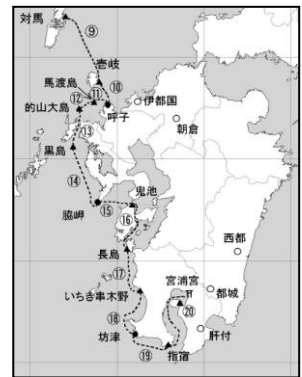 対馬
⑨
壱岐
馬渡島
⑪
⑩
伊都国
⑫
的山大島
呼子
朝倉
⑬
黒島
⑭
鬼池
⑮
⑯
脇岬
西都
長島
⑰
宮浦宮
いちき串木野
都城
⑳
⑱
坊津
肝付
⑲
指宿